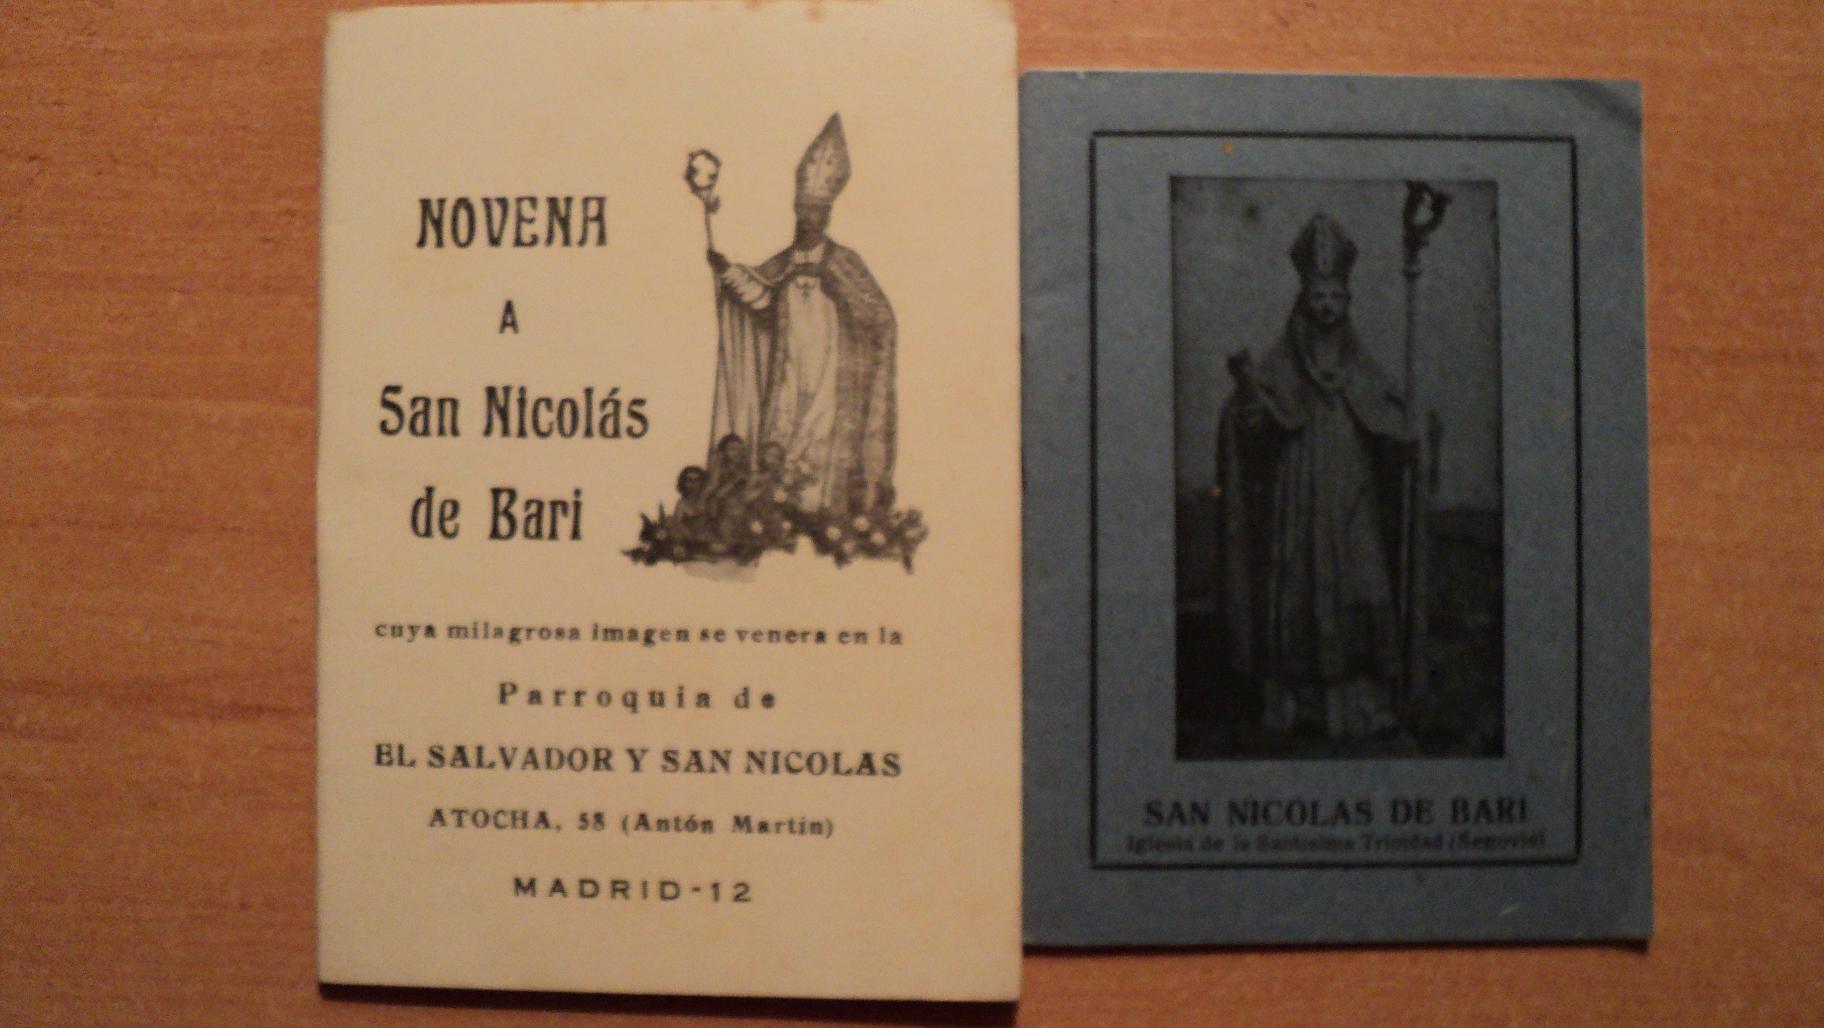 NOVENA
A
San Nicolás
de Bari
cuya milagrosa imagen se venera en la
Parroquia de
EL SALVADOR Y SAN NICOLAS
ATOCHA, 58 (Antón Martín)
MADRID-12
SAN NICOLAS DE BARI
Iglesia de la Santísima Trinidad (Segovia)